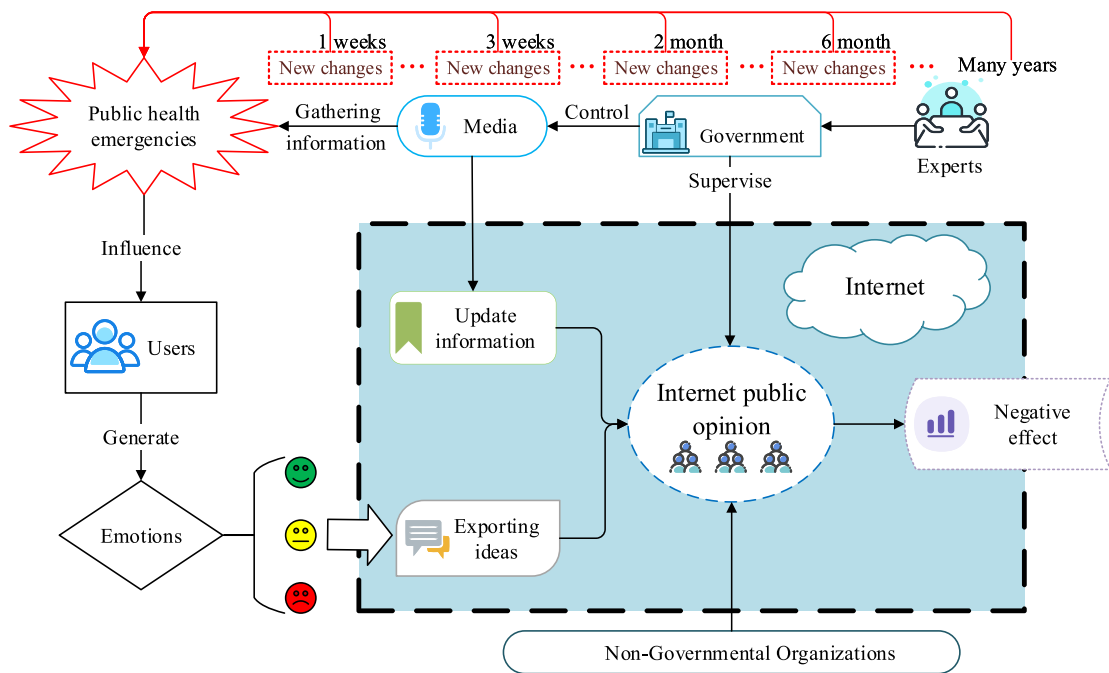 1 weeks
3 weeks
2 month
6 month
New changes
New changes
New changes
New changes
Many years
Public health
emergencies
Gathering
information
Media
Control
Government
Experts
Supervise
Influence
Users
Generate
Emotions
Internet
Update
information
Internet public
opinion
Negative
effect
Exporting
ideas
Non-Governmental Organizations